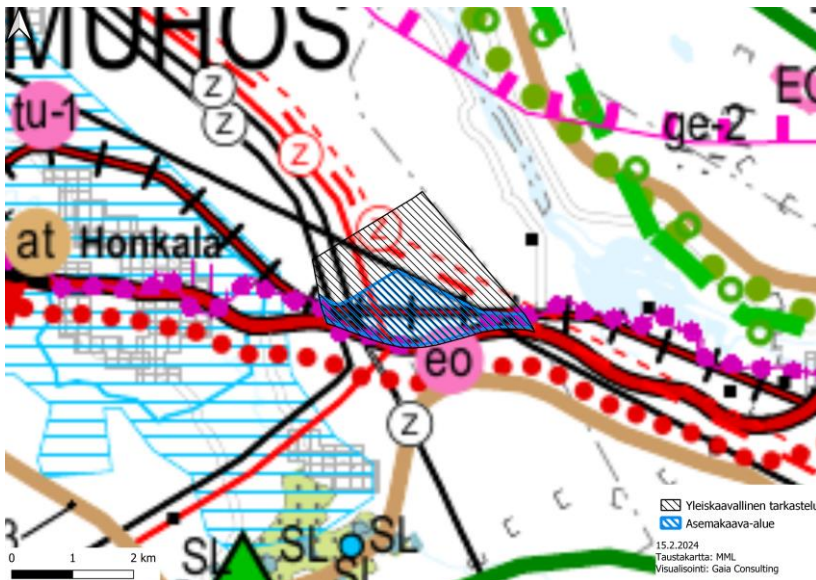 MUHOS
z
tu-1
z
z
ge-2
at
Honkala
z
eo
z
SL
SL
SL
SL
0 1 2 km
Yleiskaavallinen tarkastelu
Asemakaava-alue
15.2.2024
Taustakartta: MML
Visualisointi: Gaia Consulting